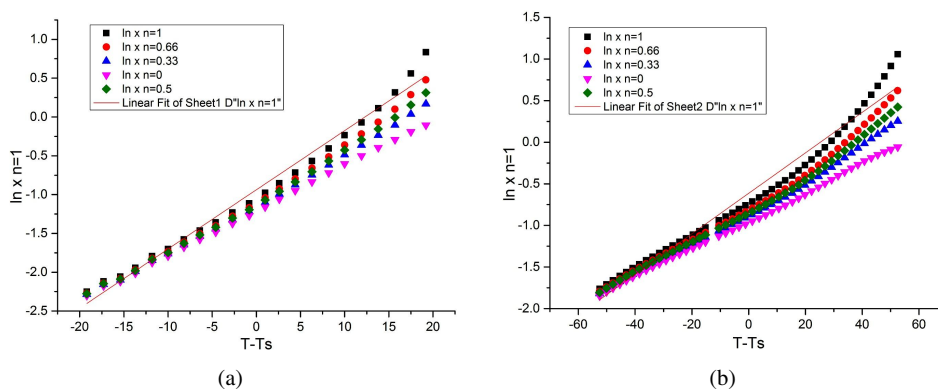 ln x n=1
ln x n=0.66
ln x n=0.33
ln x n=0
ln x n=0.5
Linear Fit of Sheet1 D"ln x n=1"
1.0
0.5
0.0
-0.5
-1.0
-1.5
-2.0
-2.5
ln x n=1
-20 -15 -10 -5 0 5 10 15 20
T-Ts
(a)
ln x n=1
ln x n=0.66
ln x n=0.33
ln x n=0
ln x n=0.5
Linear Fit of Sheet2 D"ln x n=1"
1.5
1.0
0.5
0.0
-0.5
-1.0
-1.5
-2.0
ln x n=1
-60 -40 -20 0 20 40 60
T-Ts
(b)